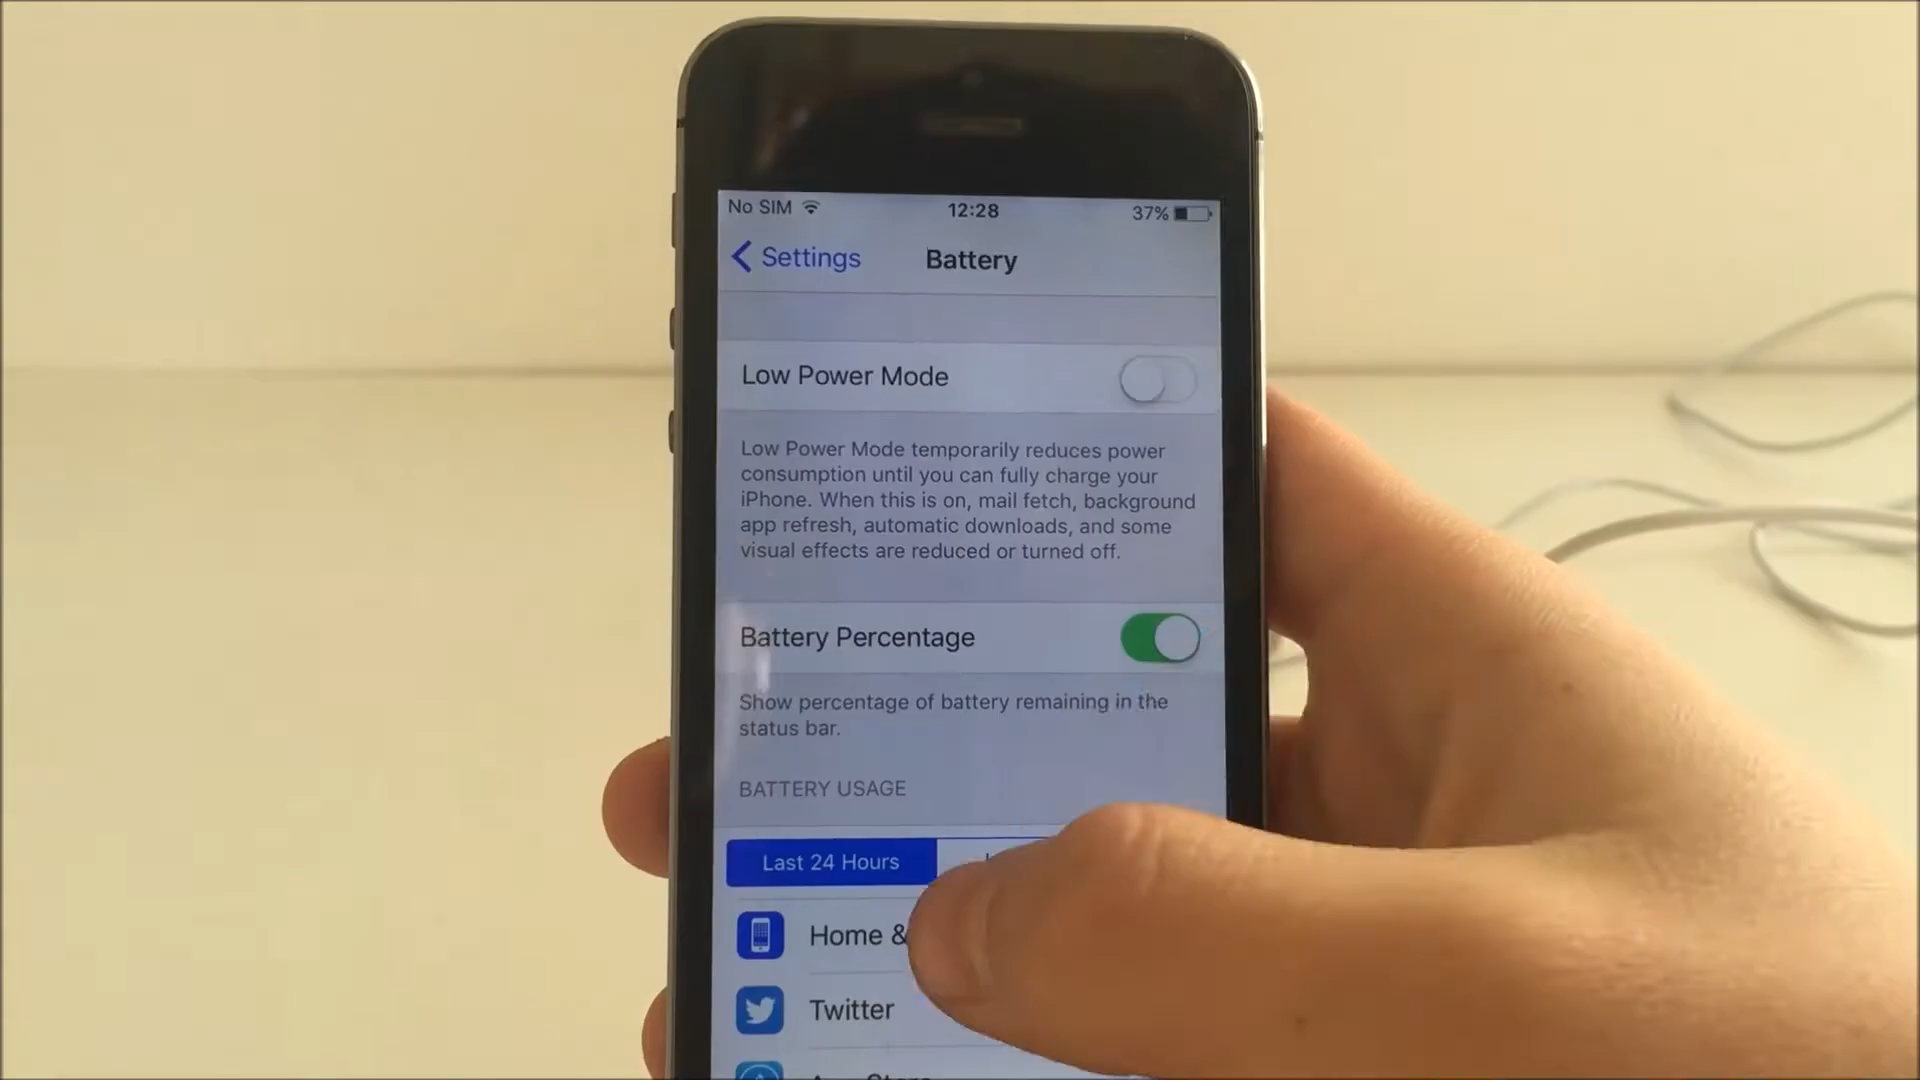 No SIM 12:28 37%
Settings Battery
Low Power Mode
Low Power Mode temporarily reduces power
consumption until you can fully charge your
iPhone. When this is on, mail fetch, background
app refresh, automatic downloads, and some
visual effects are reduced or turned off.
Battery Percentage
Show percentage of battery remaining in the
status bar.
BATTERY USAGE
Last 24 Hours
Home &
Twitter